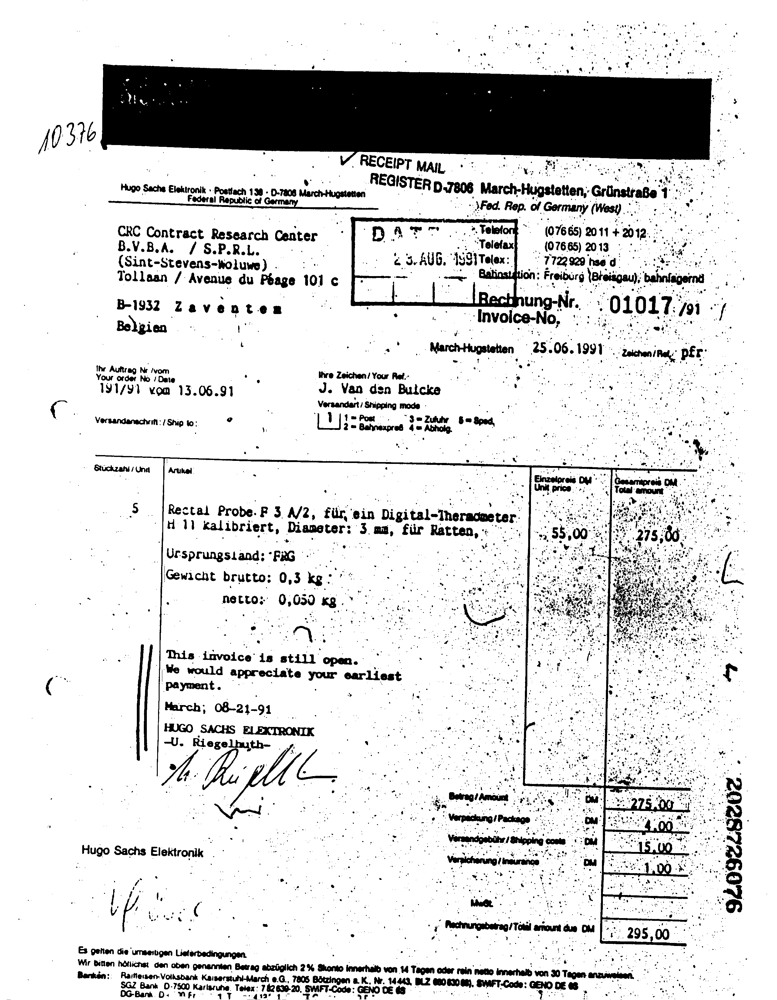 10376
✓ RECEIPT MAIL
REGISTER
D-7806 March-Hugstetten, Grünstraße 1
Fed. Rep. of Germany (West)
Hugo Sachs Elektronik · Postfach 138 · D-7806 March-Hugstetten
Federal Republic of Germany
CRC Contract Research Center
B.V.B.A. / S.P.R.L.
(Sint-Stevens-Woluwe)
Tollaan / Avenue du Péage 101 c
B-1932 Zaventem
Belgien
DATE
23. AUG. 1991
Telefon (07665) 2011 + 2012
Telefax (07665) 2013
Telex: 7722929 hse d
Bahnstation: Freiburg (Breisgau), bahnlagernd
Rechnung-Nr. 01017 /91
Invoice-No.
March-Hugstetten 25.06.1991 Zeichen/Ref. pfr
Ihr Auftrag Nr /vom
Your order No / Date
191/91 vom 13.06.91
Ihre Zeichen / Your Ref.
J. Van den Bulcke
Versandart / Shipping mode
1 1 = Post 3 = Zufuhr 5 = Sped.
2 = Bahnexpreß 4 = Abholg.
Versandanschrift: / Ship to:
Stückzahl / Unit Artikel Einzelpreis DM Gesamtpreis DM
Unit price Total amount
5 Rectal Probe F 3 A/2, für ein Digital-Thermometer
H 11 kalibriert, Diameter: 3 mm, für Ratten, 55,00 275,00
Ursprungsland: FRG
Gewicht brutto: 0,3 kg
netto: 0,050 kg
This invoice is still open.
We would appreciate your earliest
payment.
March, 08-21-91
HUGO SACHS ELEKTRONIK
-U. Riegelhuth-
Betrag / Amount DM 275,00
Verpackung / Package DM 4,00
Versandgebühr / Shipping costs DM 15,00
Versicherung / Insurance DM 1,00
MwSt.
Rechnungsbetrag / Total amount due DM 295,00
Hugo Sachs Elektronik
2028726076
Es gelten die umseitigen Lieferbedingungen.
Wir bitten höflichst den oben genannten Betrag abzüglich 2 % Skonto innerhalb von 14 Tagen oder rein netto innerhalb von 30 Tagen anzuweisen.
Banken: Raiffeisen-Volksbank Kaiserstuhl-March e.G., 7805 Bötzingen a. K., Nr. 14443, BLZ 680 630 88, SWIFT-Code: GENO DE 6S
SGZ Bank D-7500 Karlsruhe, Telex: 782639-20, SWIFT-Code: GENO DE 6S
DG-Bank D-